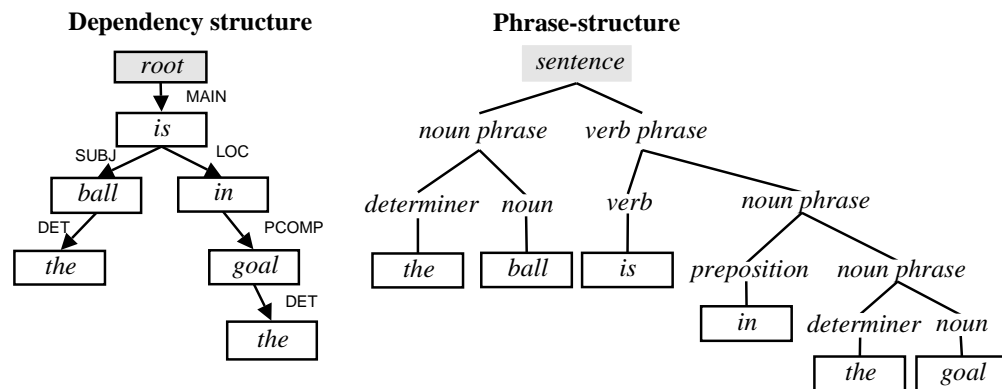 Dependency structure
Phrase-structure
root
MAIN
is
SUBJ
LOC
ball
in
DET
PCOMP
the
goal
DET
the
sentence
noun phrase
verb phrase
determiner
noun
verb
noun phrase
the
ball
is
preposition
noun phrase
in
determiner
noun
the
goal